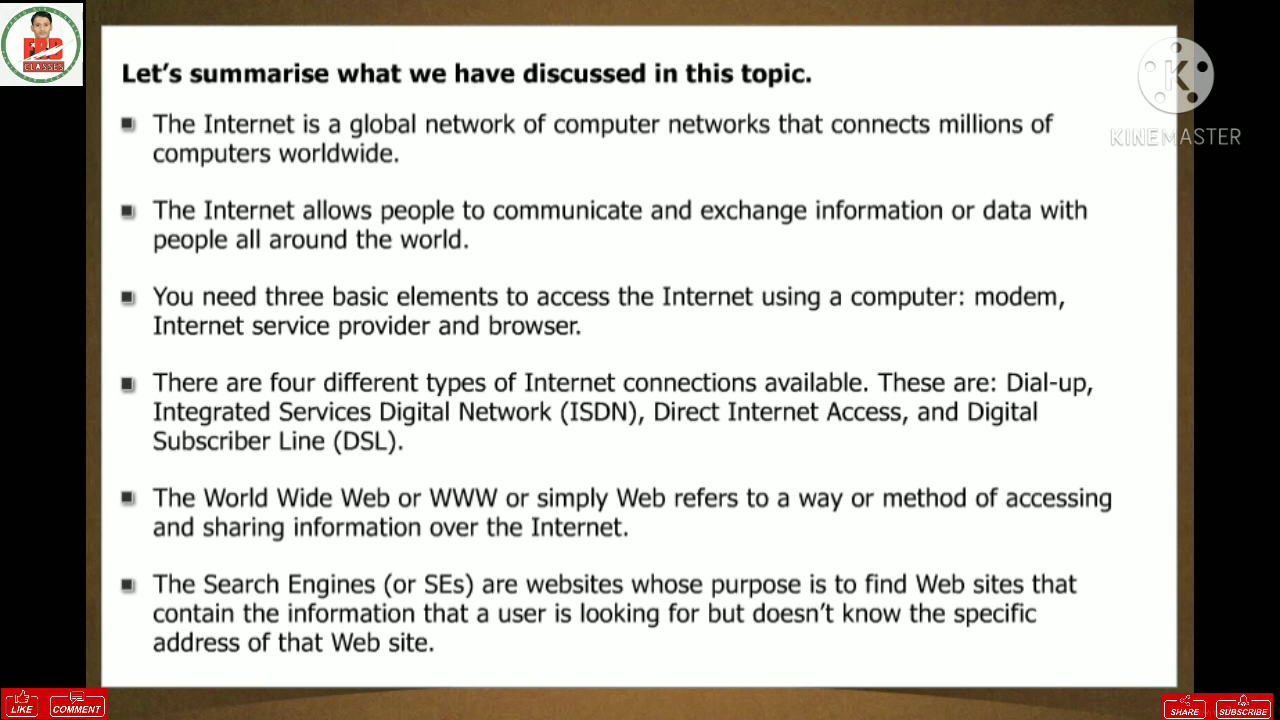 Let's summarise what we have discussed in this topic.
The Internet is a global network of computer networks that connects millions of
computers worldwide.
The Internet allows people to communicate and exchange information or data with
people all around the world.
You need three basic elements to access the Internet using a computer: modem,
Internet service provider and browser.
There are four different types of Internet connections available. These are: Dial-up,
Integrated Services Digital Network (ISDN), Direct Internet Access, and Digital
Subscriber Line (DSL).
The World Wide Web or WWW or simply Web refers to a way or method of accessing
and sharing information over the Internet.
The Search Engines (or SEs) are websites whose purpose is to find Web sites that
contain the information that a user is looking for but doesn't know the specific
address of that Web site.
K
KINEMASTER
CLASSES
LIKE
COMMENT
SHARE
SUBSCRIBE